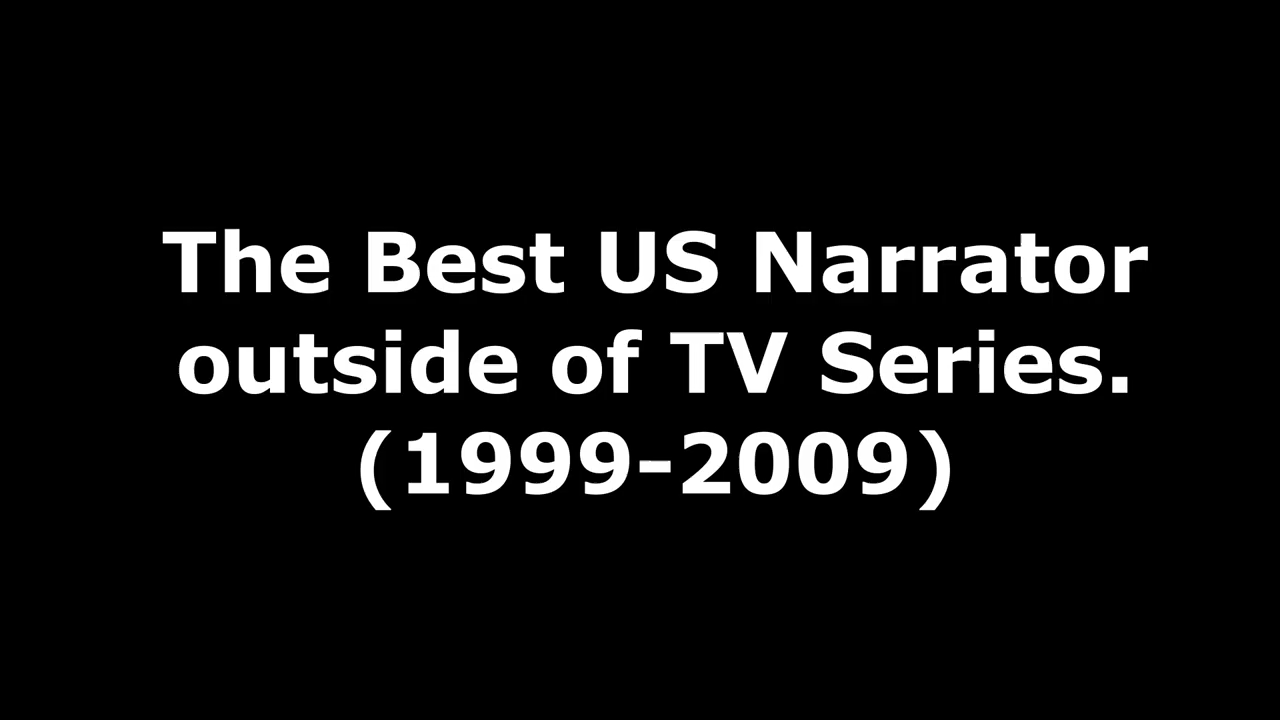 The Best US Narrator
outside of TV Series.
(1999-2009)